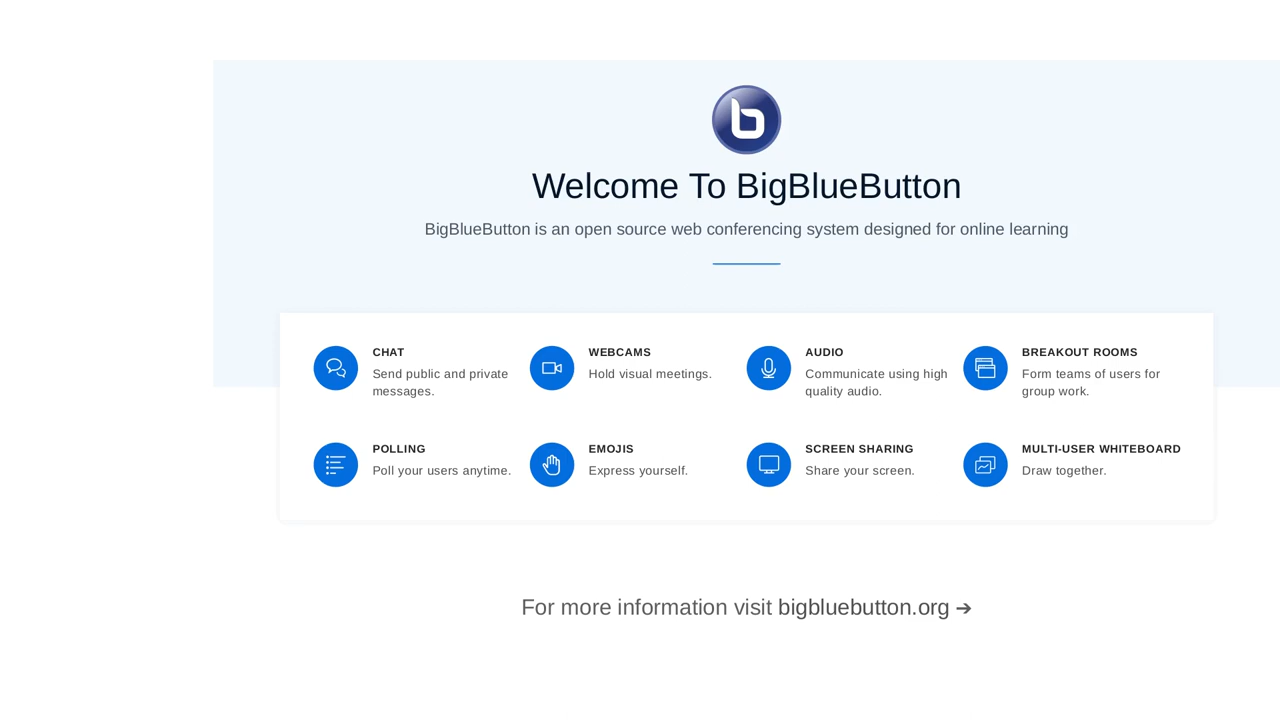 Welcome To BigBlueButton
BigBlueButton is an open source web conferencing system designed for online learning
CHAT
Send public and private
messages.
WEBCAMS
Hold visual meetings.
AUDIO
Communicate using high
quality audio.
BREAKOUT ROOMS
Form teams of users for
group work.
POLLING
Poll your users anytime.
EMOJIS
Express yourself.
SCREEN SHARING
Share your screen.
MULTI-USER WHITEBOARD
Draw together.
For more information visit bigbluebutton.org ➔